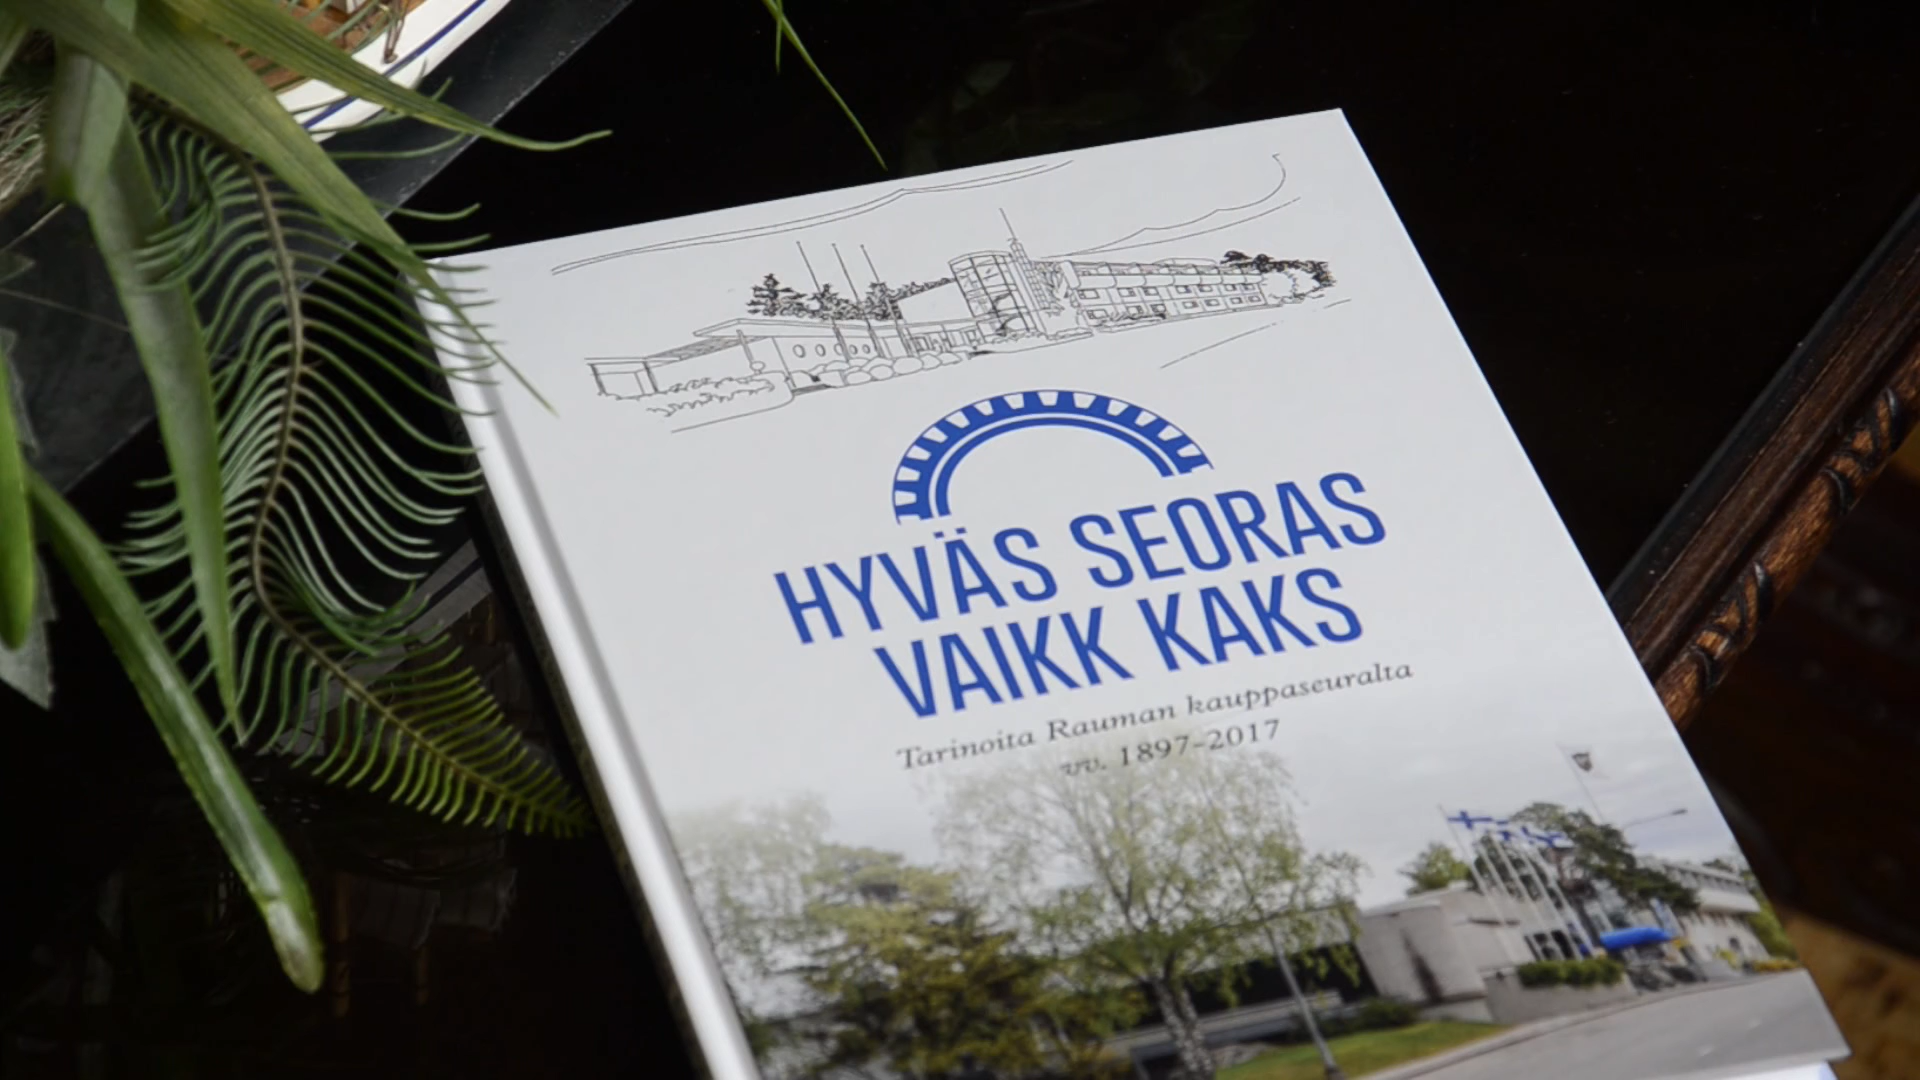 HYVÄS SEORAS
VAIKK KAKS
Tarinoita Rauman kauppaseuralta
vv. 1897–2017